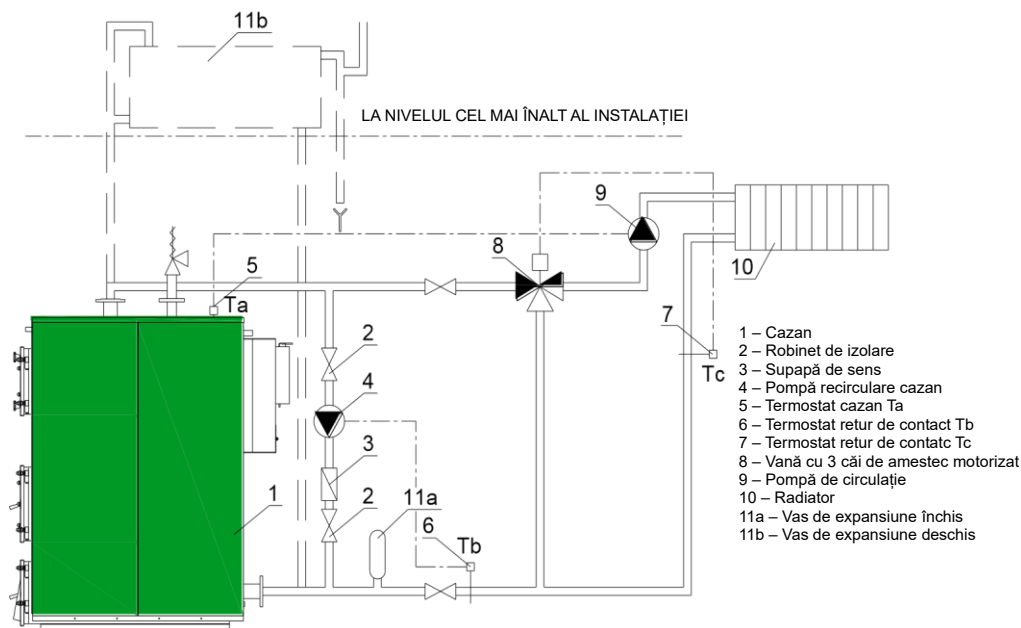 11b
LA NIVELUL CEL MAI ÎNALT AL INSTALAȚIEI
9
8
10
5
Ta
7
Tc
2
4
3
1
2
11a
6
Tb
1 – Cazan
2 – Robinet de izolare
3 – Supapă de sens
4 – Pompă recirculare cazan
5 – Termostat cazan Ta
6 – Termostat retur de contact Tb
7 – Termostat retur de contatc Tc
8 – Vană cu 3 căi de amestec motorizat
9 – Pompă de circulație
10 – Radiator
11a – Vas de expansiune închis
11b – Vas de expansiune deschis